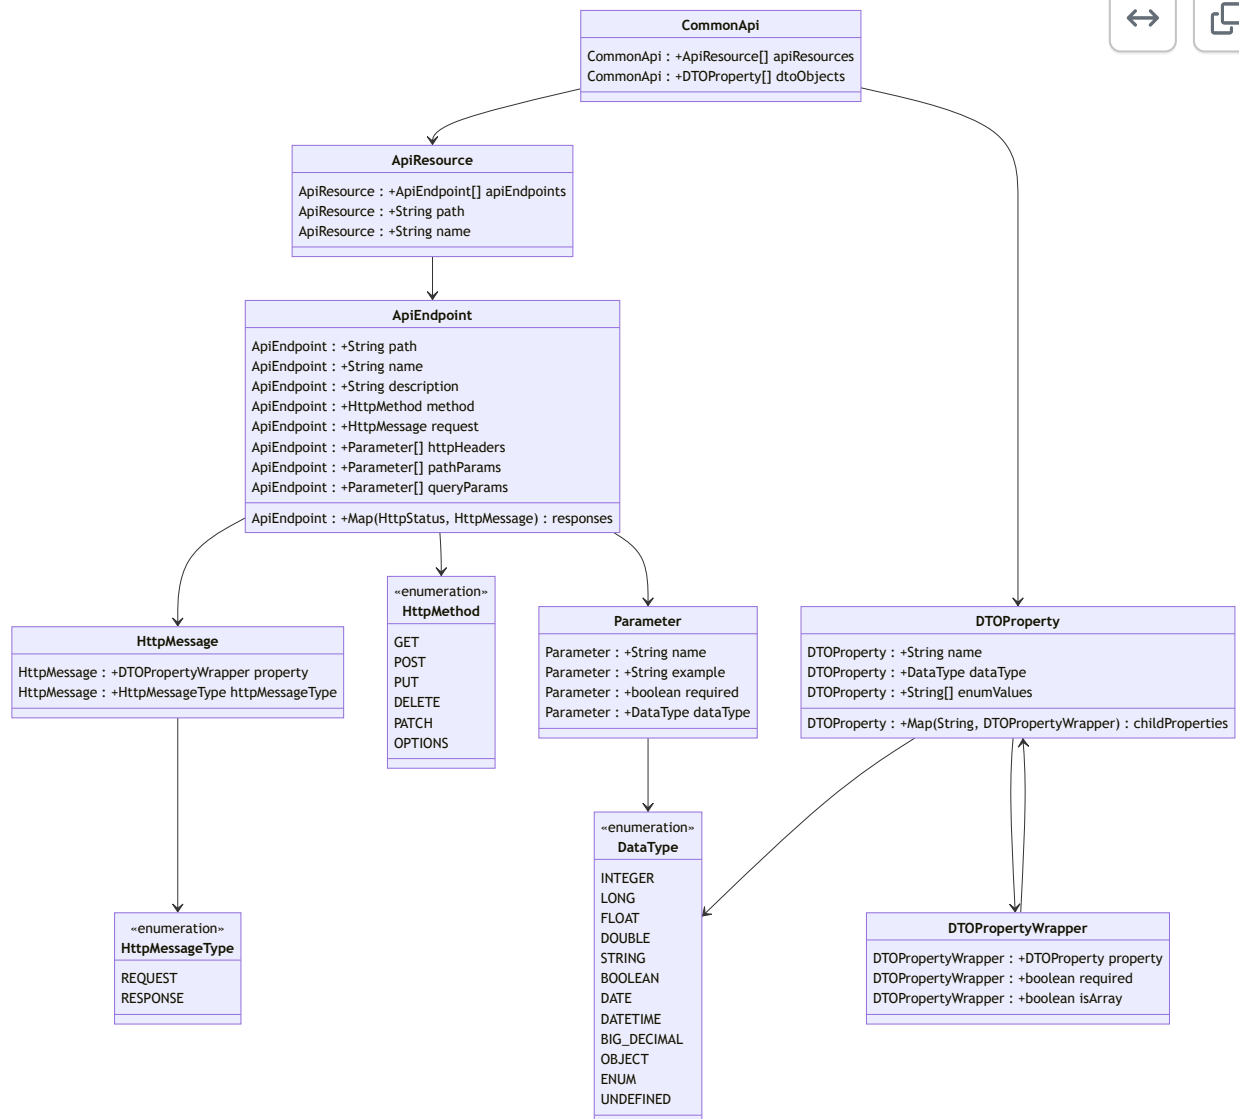 CommonApi
CommonApi : +ApiResource[] apiResources
CommonApi : +DTOProperty[] dtoObjects
ApiResource
ApiResource : +ApiEndpoint[] apiEndpoints
ApiResource : +String path
ApiResource : +String name
ApiEndpoint
ApiEndpoint : +String path
ApiEndpoint : +String name
ApiEndpoint : +String description
ApiEndpoint : +HttpMethod method
ApiEndpoint : +HttpMessage request
ApiEndpoint : +Parameter[] httpHeaders
ApiEndpoint : +Parameter[] pathParams
ApiEndpoint : +Parameter[] queryParams
ApiEndpoint : +Map(HttpStatus, HttpMessage) : responses
HttpMessage
HttpMessage : +DTOPropertyWrapper property
HttpMessage : +HttpMessageType httpMessageType
«enumeration»
HttpMethod
GET
POST
PUT
DELETE
PATCH
OPTIONS
Parameter
Parameter : +String name
Parameter : +String example
Parameter : +boolean required
Parameter : +DataType dataType
DTOProperty
DTOProperty : +String name
DTOProperty : +DataType dataType
DTOProperty : +String[] enumValues
DTOProperty : +Map(String, DTOPropertyWrapper) : childProperties
«enumeration»
HttpMessageType
REQUEST
RESPONSE
«enumeration»
DataType
INTEGER
LONG
FLOAT
DOUBLE
STRING
BOOLEAN
DATE
DATETIME
BIG_DECIMAL
OBJECT
ENUM
UNDEFINED
DTOPropertyWrapper
DTOPropertyWrapper : +DTOProperty property
DTOPropertyWrapper : +boolean required
DTOPropertyWrapper : +boolean isArray